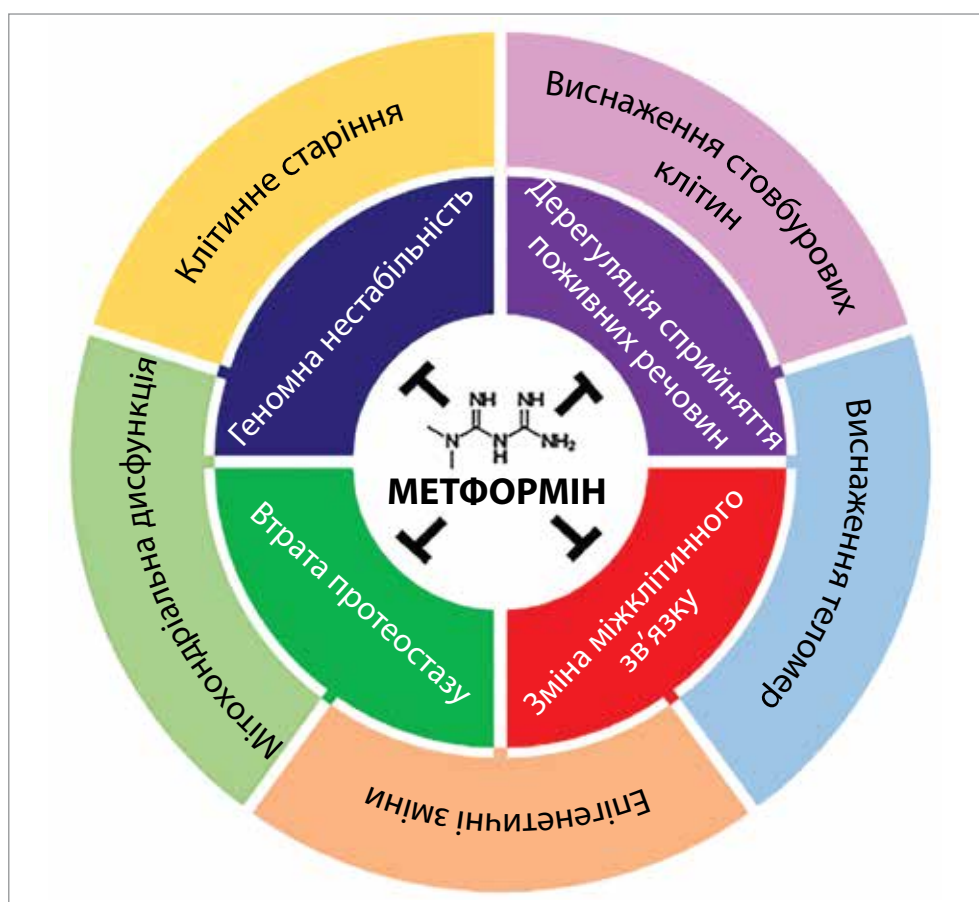 Клітинне старіння
Виснаження стовбурових
клітин
Геномна нестабільність
Дерегуляція сприйняття
поживних речовин
NH NH
N N NH2
H
МЕТФОРМІН
Мітохондріальна дисфункція
Виснаження теломер
Втрата протеостазу
Зміна міжклітинного
зв'язку
Епігенетичні зміни